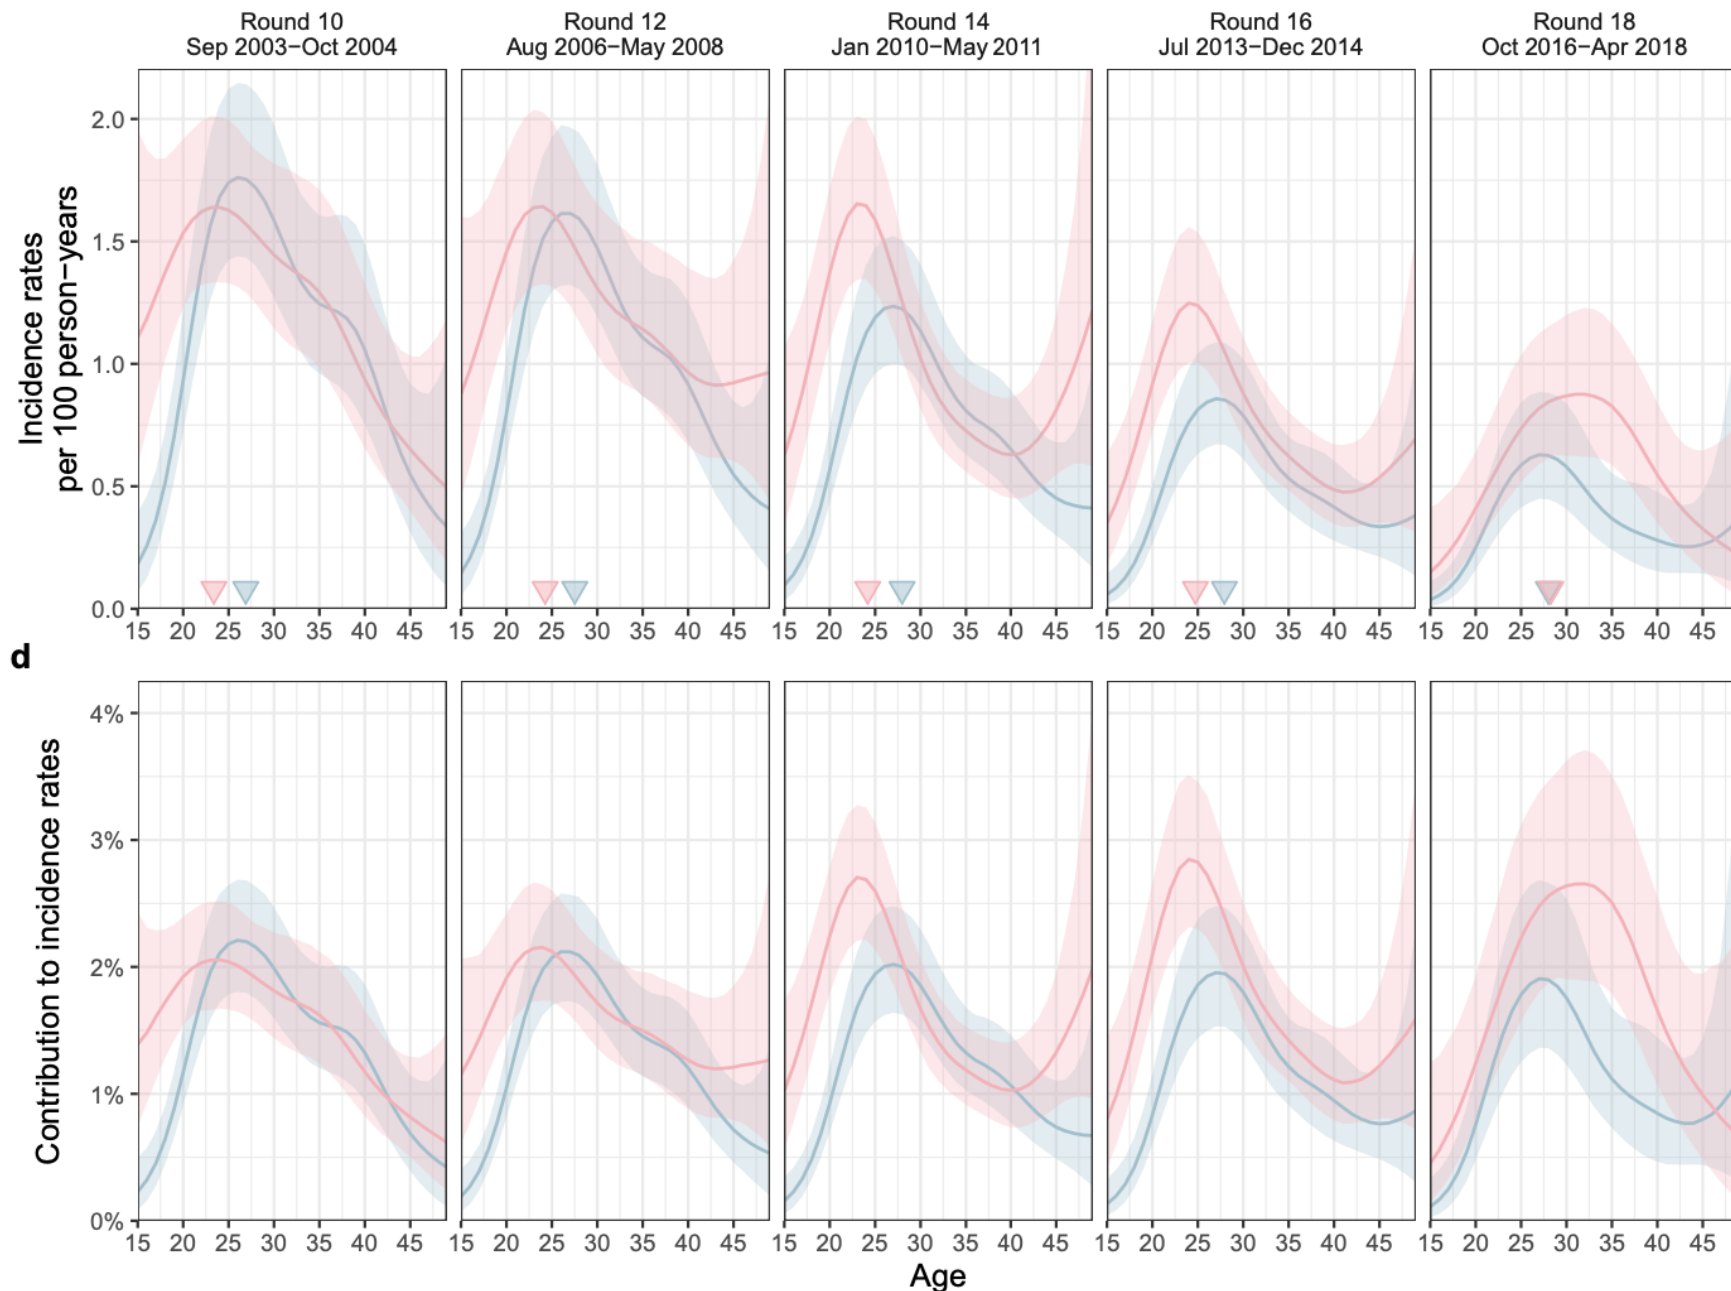 Round 10
Sep 2003–Oct 2004
Round 12
Aug 2006–May 2008
Round 14
Jan 2010–May 2011
Round 16
Jul 2013–Dec 2014
Round 18
Oct 2016–Apr 2018
Incidence rates
per 100 person−years
2.0
1.5
1.0
0.5
0.0
15 20 25 30 35 40 45
15 20 25 30 35 40 45
15 20 25 30 35 40 45
15 20 25 30 35 40 45
15 20 25 30 35 40 45
d
Contribution to incidence rates
4%
3%
2%
1%
0%
15 20 25 30 35 40 45
15 20 25 30 35 40 45
15 20 25 30 35 40 45
15 20 25 30 35 40 45
15 20 25 30 35 40 45
Age